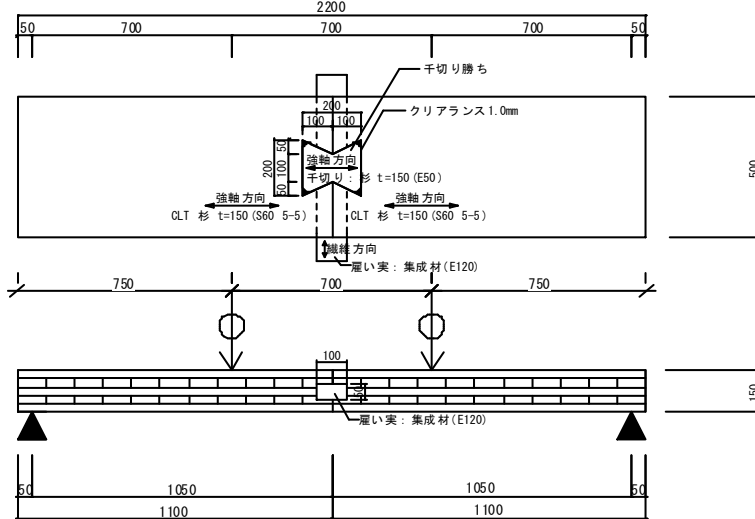 2200
50 700 700 700 50
千切り勝ち
クリアランス1.0mm
200
100 100
50
200 100
50
強軸方向
千切り：杉 t=150(E50)
強軸方向 強軸方向
CLT 杉 t=150(S60 5-5) CLT 杉 t=150(S60 5-5)
500
繊維方向
雇い実：集成材(E120)
750 700 750
100
50
150
雇い実：集成材(E120)
50 1050 1050 50
1100 1100